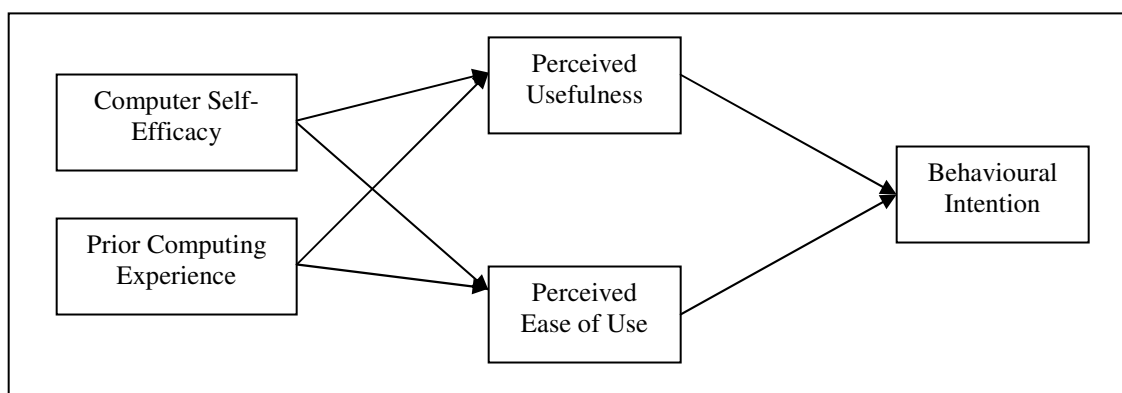 Computer Self-
Efficacy
Prior Computing
Experience
Perceived
Usefulness
Perceived
Ease of Use
Behavioural
Intention